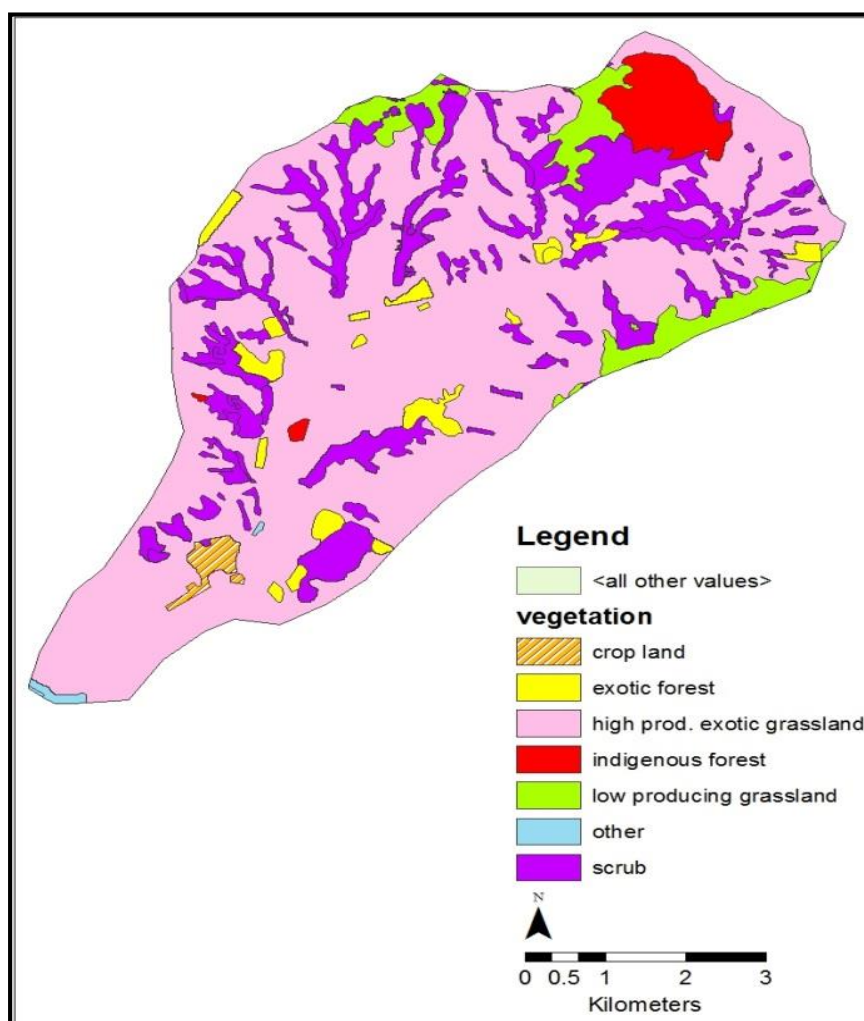 Legend
<all other values>
vegetation
crop land
exotic forest
high prod. exotic grassland
indigenous forest
low producing grassland
other
scrub
N
0 0.5 1 2 3
Kilometers